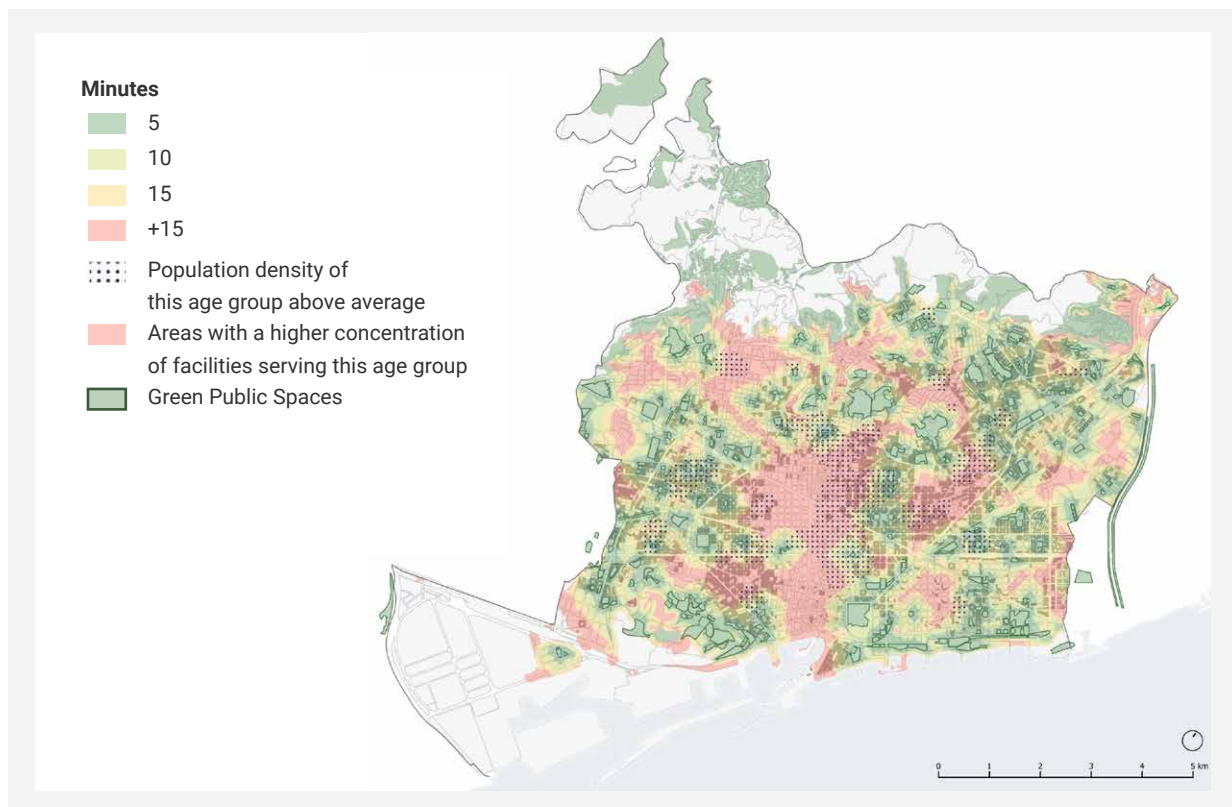 Minutes
5
10
15
+15
Population density of
this age group above average
Areas with a higher concentration
of facilities serving this age group
Green Public Spaces
0 1 2 3 4 5 km